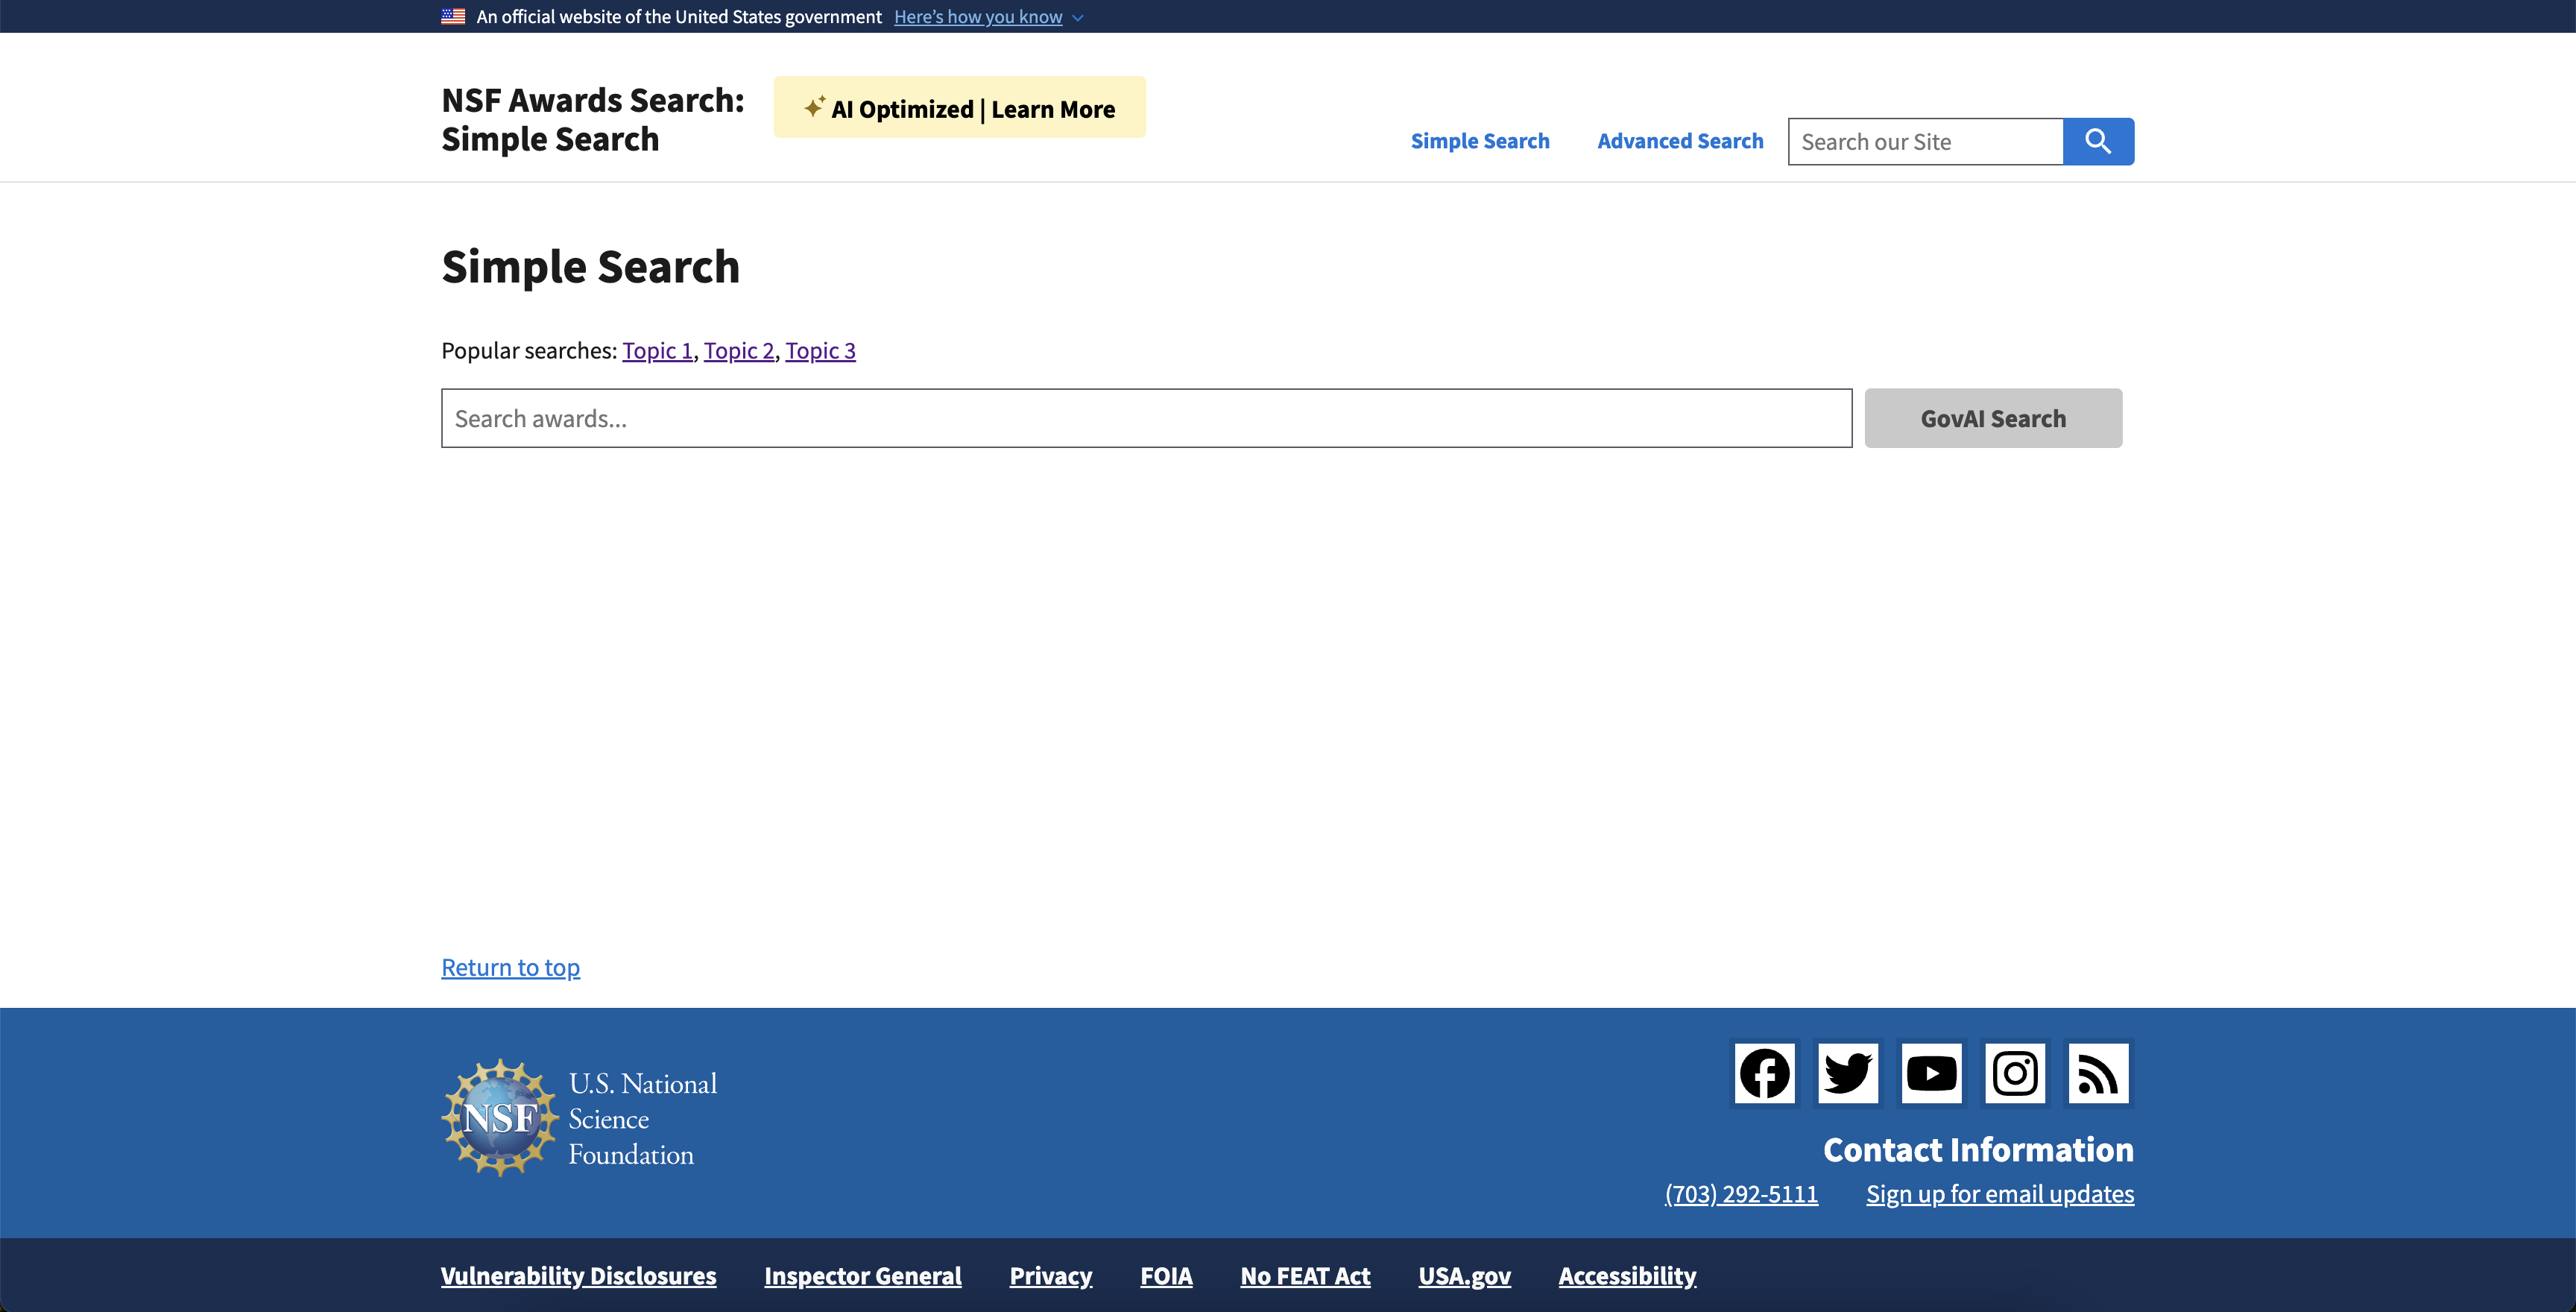 An official website of the United States government Here’s how you know
NSF Awards Search:
Simple Search
AI Optimized | Learn More
Simple Search
Advanced Search
Search our Site
Simple Search
Popular searches: Topic 1, Topic 2, Topic 3
Search awards...
GovAI Search
Return to top
NSF
U.S. National
Science
Foundation
Contact Information
(703) 292-5111
Sign up for email updates
Vulnerability Disclosures
Inspector General
Privacy
FOIA
No FEAT Act
USA.gov
Accessibility